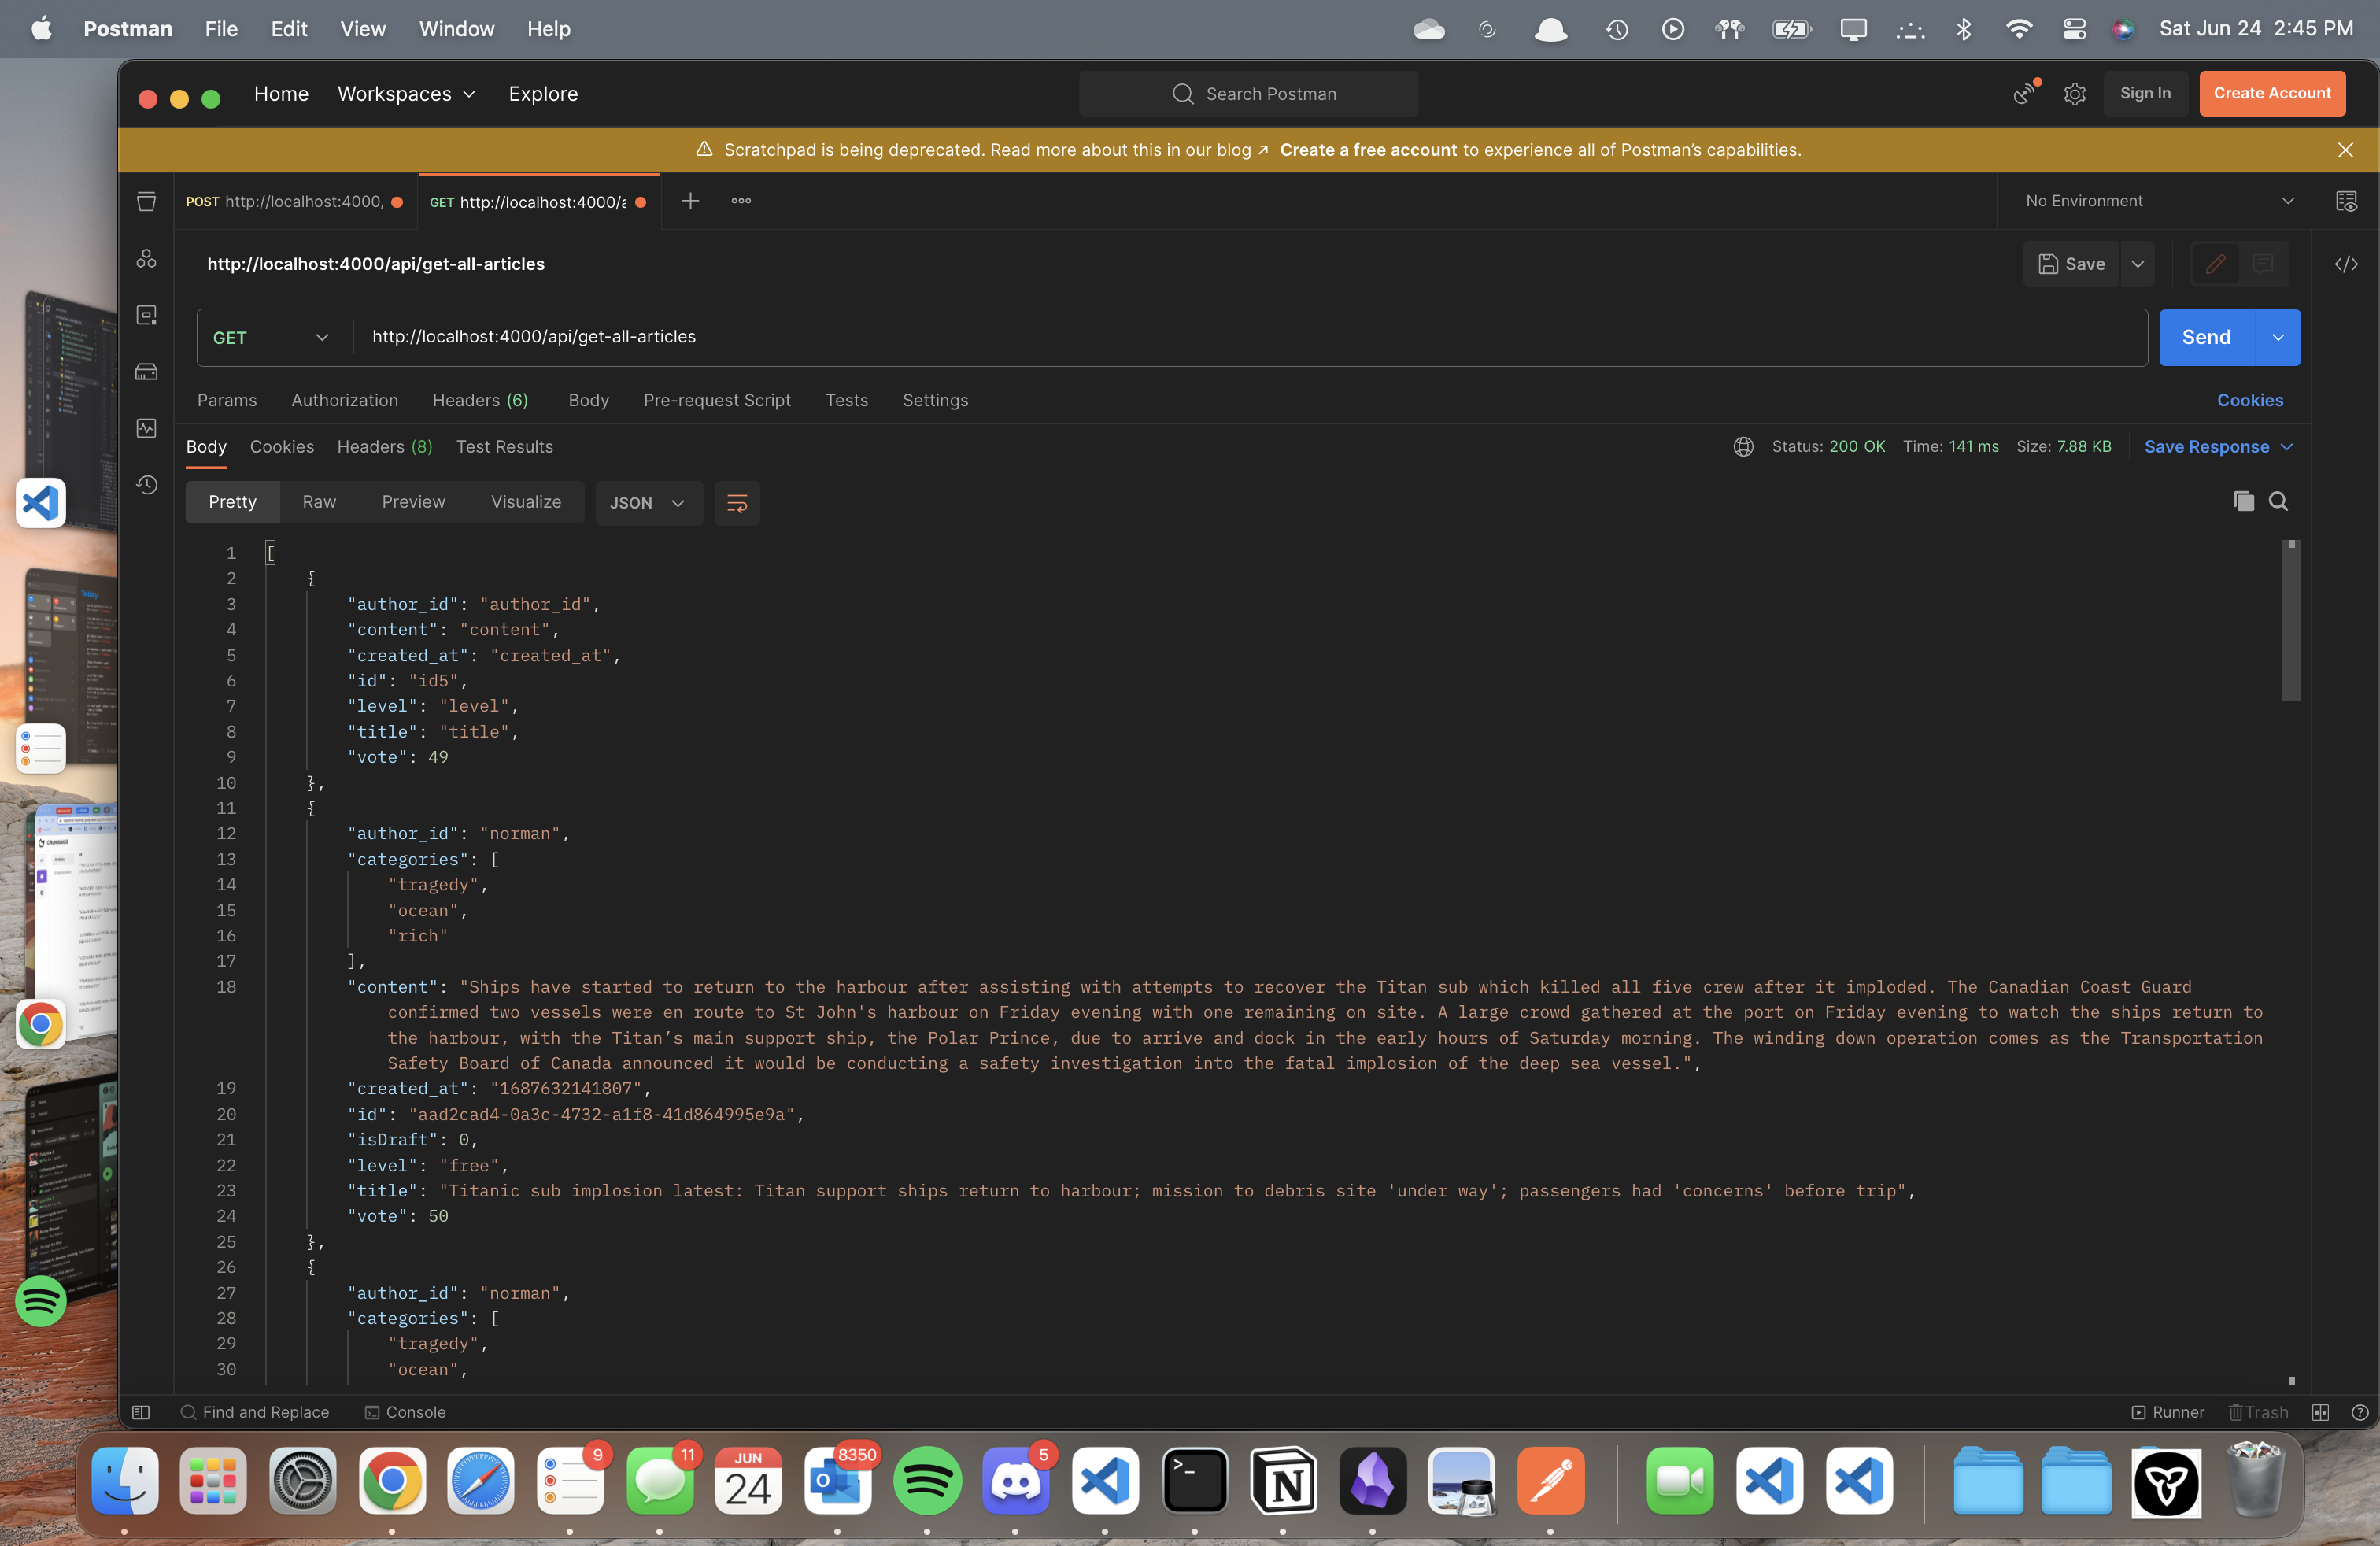 Postman File Edit View Window Help Sat Jun 24 2:45 PM
Home Workspaces Explore Search Postman Sign In Create Account
Scratchpad is being deprecated. Read more about this in our blog ↗ Create a free account to experience all of Postman’s capabilities.
POST http://localhost:4000/ GET http://localhost:4000/a No Environment
http://localhost:4000/api/get-all-articles Save
GET http://localhost:4000/api/get-all-articles Send
Params Authorization Headers (6) Body Pre-request Script Tests Settings Cookies
Body Cookies Headers (8) Test Results Status: 200 OK Time: 141 ms Size: 7.88 KB Save Response
Pretty Raw Preview Visualize JSON
1 [
2 {
3 "author_id": "author_id",
4 "content": "content",
5 "created_at": "created_at",
6 "id": "id5",
7 "level": "level",
8 "title": "title",
9 "vote": 49
10 },
11 {
12 "author_id": "norman",
13 "categories": [
14 "tragedy",
15 "ocean",
16 "rich"
17 ],
18 "content": "Ships have started to return to the harbour after assisting with attempts to recover the Titan sub which killed all five crew after it imploded. The Canadian Coast Guard
confirmed two vessels were en route to St John's harbour on Friday evening with one remaining on site. A large crowd gathered at the port on Friday evening to watch the ships return to
the harbour, with the Titan’s main support ship, the Polar Prince, due to arrive and dock in the early hours of Saturday morning. The winding down operation comes as the Transportation
Safety Board of Canada announced it would be conducting a safety investigation into the fatal implosion of the deep sea vessel.",
19 "created_at": "1687632141807",
20 "id": "aad2cad4-0a3c-4732-a1f8-41d864995e9a",
21 "isDraft": 0,
22 "level": "free",
23 "title": "Titanic sub implosion latest: Titan support ships return to harbour; mission to debris site 'under way'; passengers had 'concerns' before trip",
24 "vote": 50
25 },
26 {
27 "author_id": "norman",
28 "categories": [
29 "tragedy",
30 "ocean",
Find and Replace Console Runner Trash
Today
9 11 JUN 24 8350 5